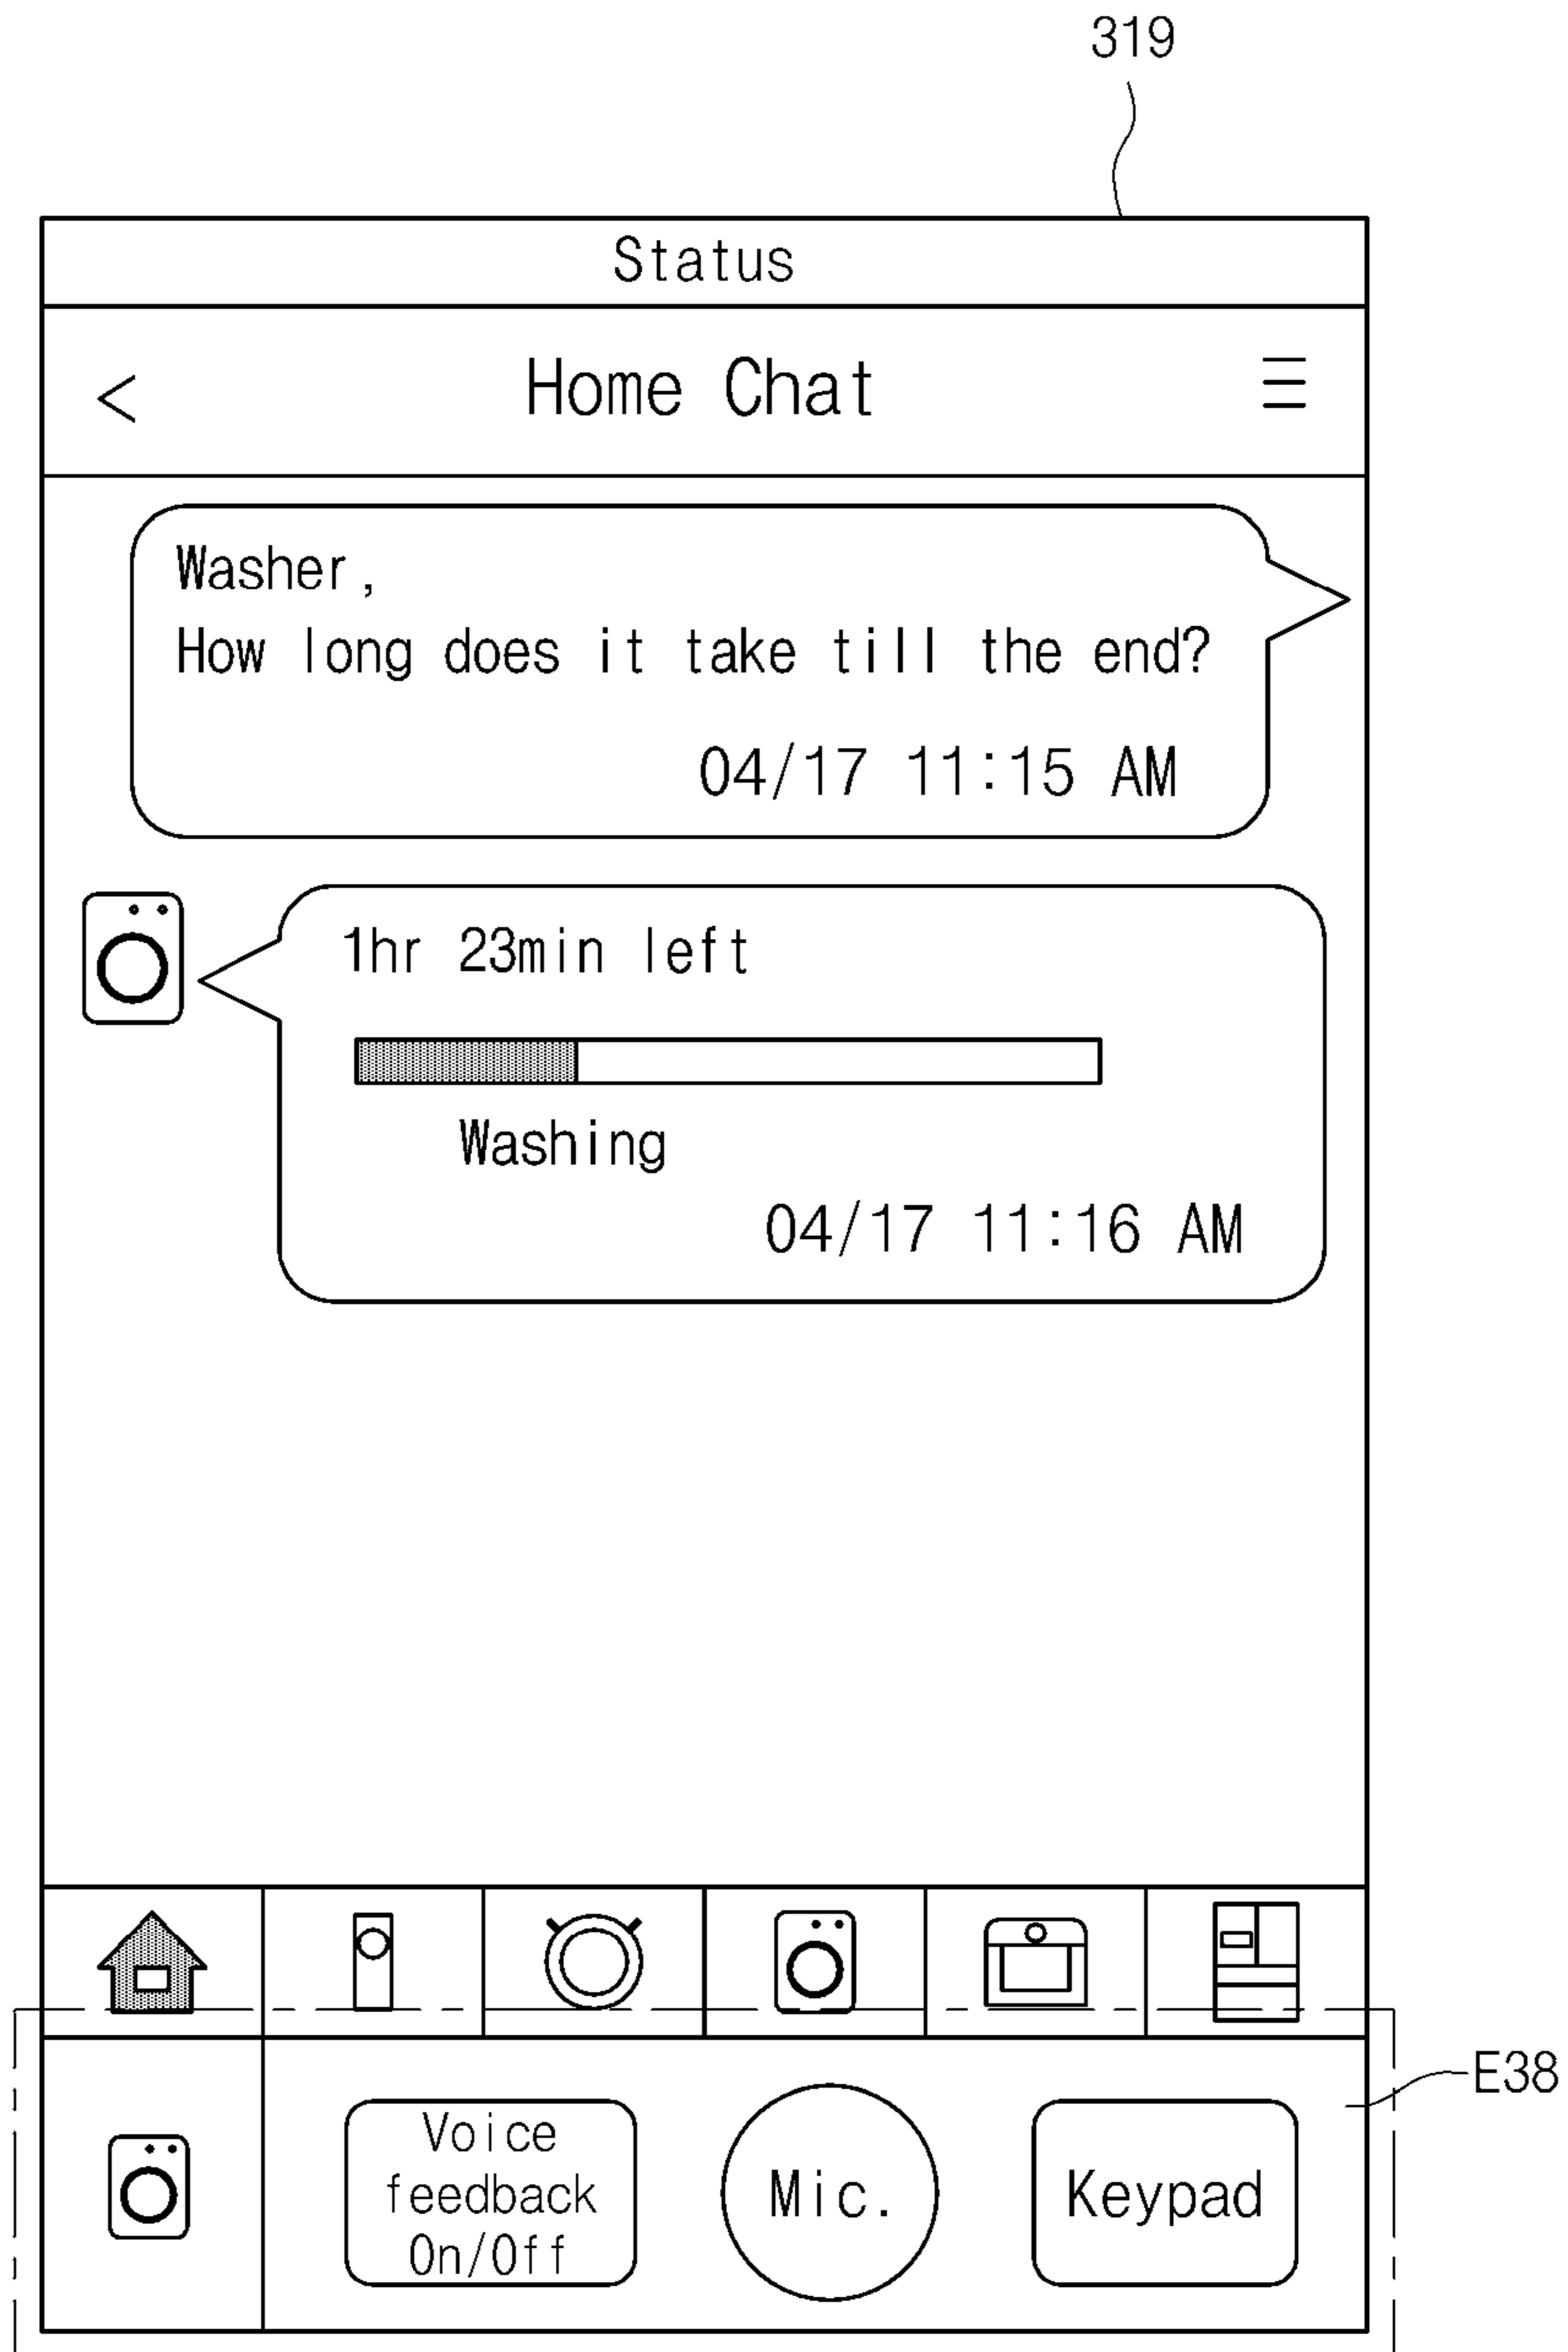 319
Status
< Home Chat
Washer,
How long does it take till the end?
04/17 11:15 AM
1hr 23min left
Washing
04/17 11:16 AM
E38
Voice
feedback
On/Off
Mic.
Keypad